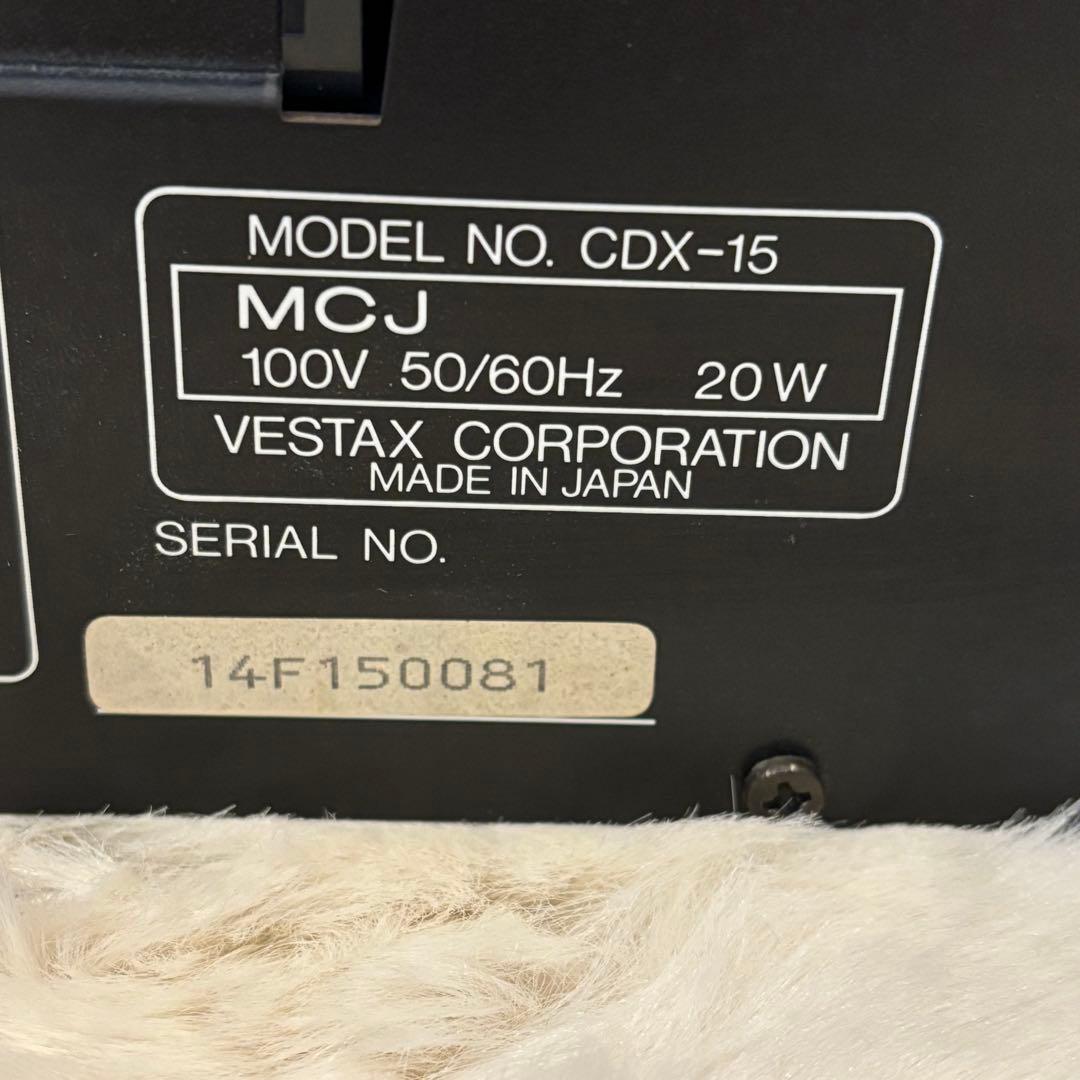 MODEL NO. CDX-15
MCJ
100V 50/60Hz 20W
VESTAX CORPORATION
MADE IN JAPAN
SERIAL NO.
14F150081